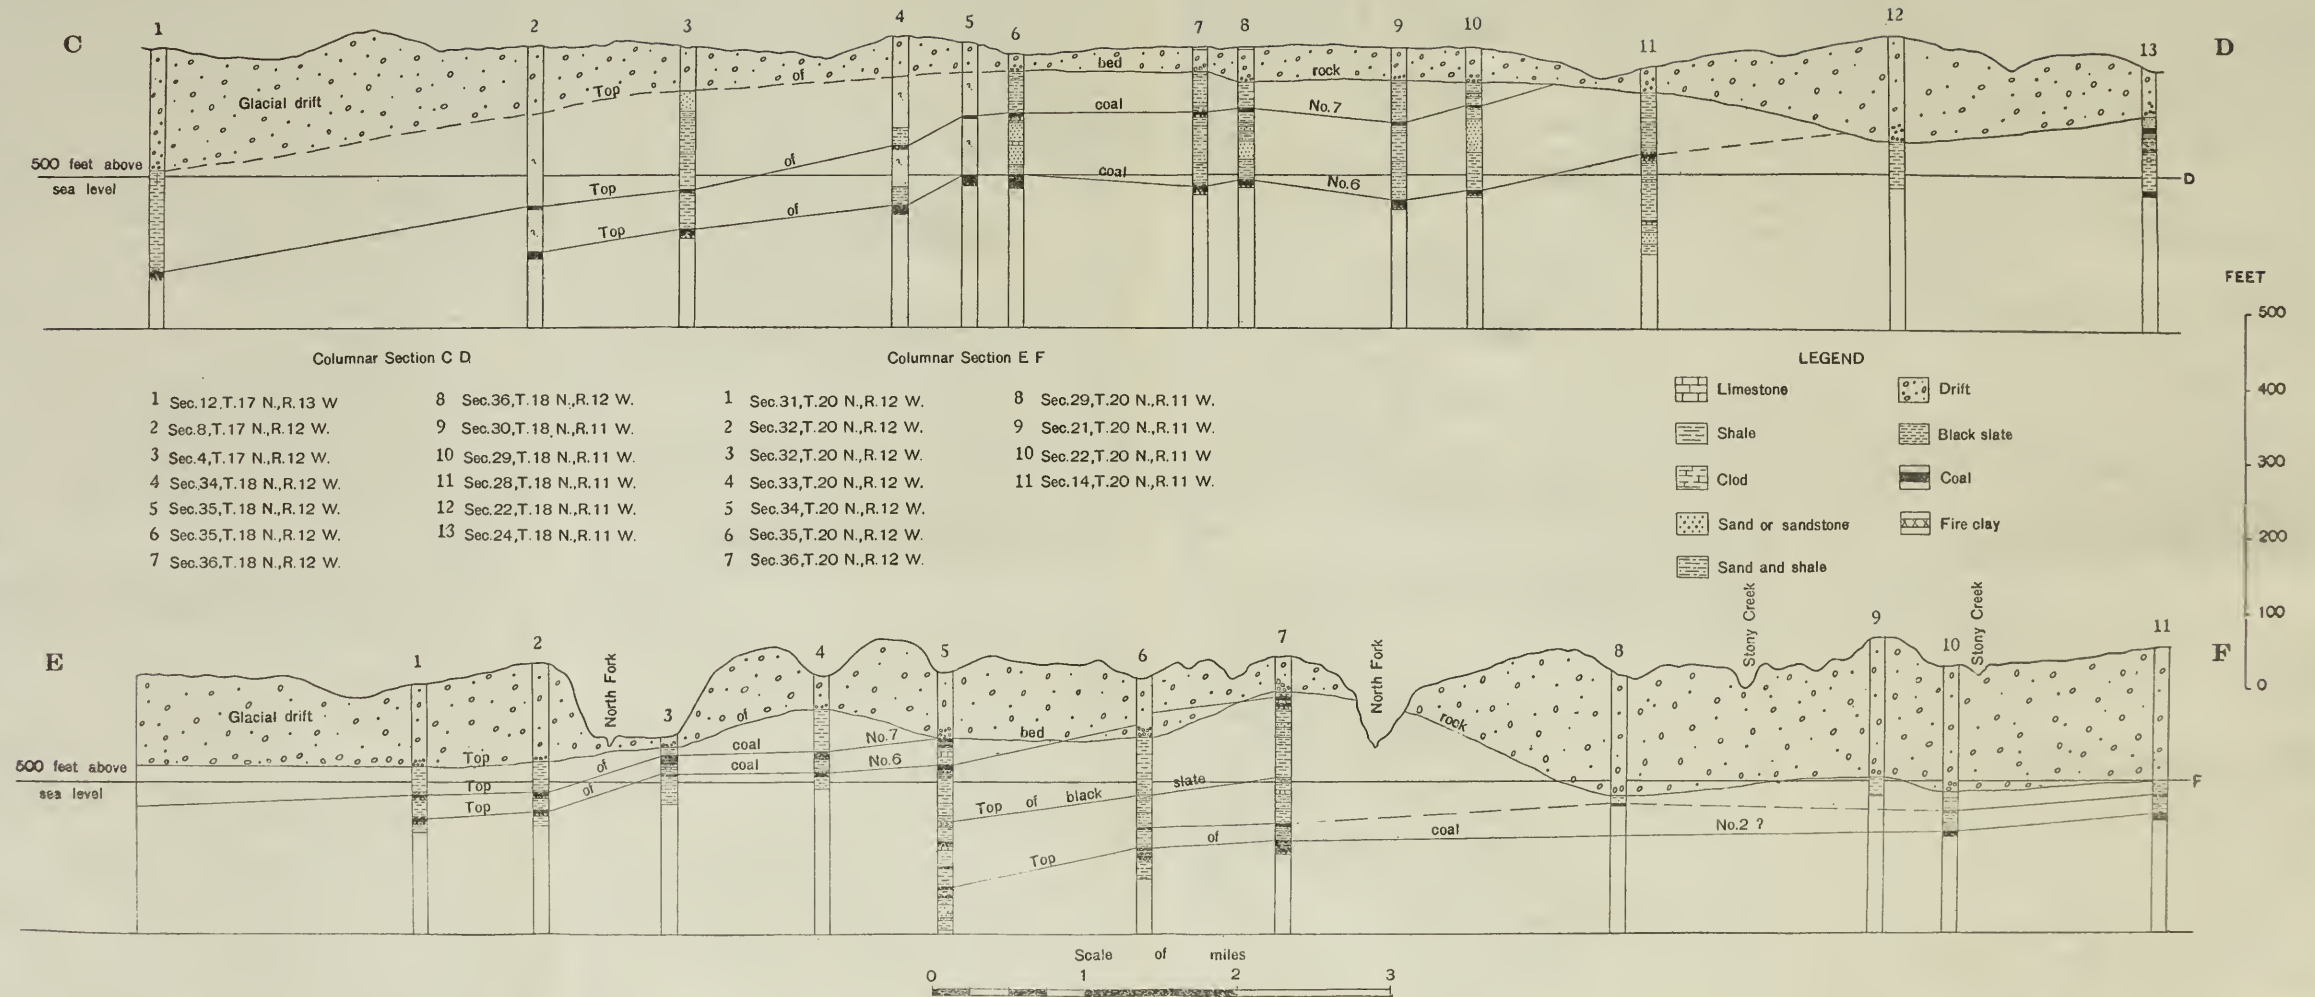 C
1
2
3
4
5
6
7
8
9
10
11
12
13
D
Glacial drift
Top
of
bed
rock
500 feet above
sea level
Top
of
coal
No.7
Top
of
coal
No.6
D
FEET
500
400
300
200
100
0
Columnar Section C D
1 Sec.12,T.17 N.,R.13 W
2 Sec.8,T.17 N.,R.12 W.
3 Sec.4,T.17 N.,R.12 W.
4 Sec.34,T.18 N.,R.12 W.
5 Sec.35,T.18 N.,R.12 W.
6 Sec.35,T.18 N.,R.12 W.
7 Sec.36,T.18 N.,R.12 W.
8 Sec.36,T.18 N.,R.12 W.
9 Sec.30,T.18 N.,R.11 W.
10 Sec.29,T.18 N.,R.11 W.
11 Sec.28,T.18 N.,R.11 W.
12 Sec.22,T.18 N.,R.11 W.
13 Sec.24,T.18 N.,R.11 W.
Columnar Section E F
1 Sec.31,T.20 N.,R.12 W.
2 Sec.32,T.20 N.,R.12 W.
3 Sec.32,T.20 N.,R.12 W.
4 Sec.33,T.20 N.,R.12 W.
5 Sec.34,T.20 N.,R.12 W.
6 Sec.35,T.20 N.,R.12 W.
7 Sec.36,T.20 N.,R.12 W.
8 Sec.29,T.20 N.,R.11 W.
9 Sec.21,T.20 N.,R.11 W.
10 Sec.22,T.20 N.,R.11 W
11 Sec.14,T.20 N.,R.11 W.
LEGEND
Limestone
Shale
Clod
Sand or sandstone
Sand and shale
Drift
Black slate
Coal
Fire clay
E
1
2
North Fork
3
4
5
6
7
North Fork
8
Stony Creek
9
10
Stony Creek
11
F
Glacial drift
Top
of
bed
rock
500 feet above
sea level
Top
of
coal
No.7
Top
of
coal
No.6
Top of black slate
Top
of
coal
No.2 ?
F
Scale of miles
0 1 2 3